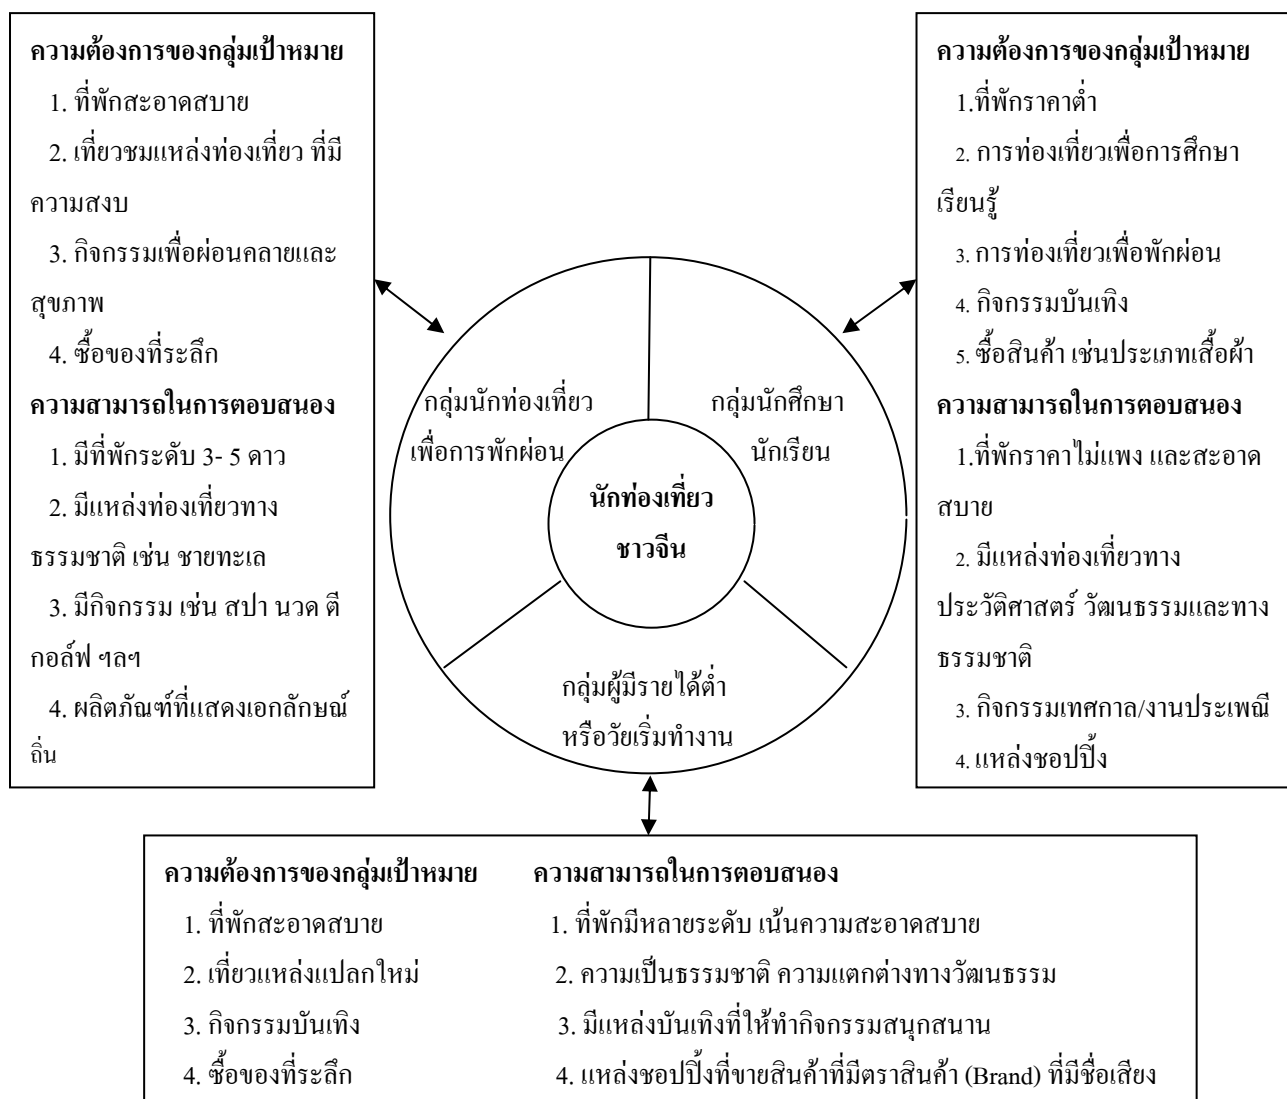 ความต้องการของกลุ่มเป้าหมาย
1. ที่พักสะอาดสบาย
2. เที่ยวชมแหล่งท่องเที่ยว ที่มี
ความสงบ
3. กิจกรรมเพื่อผ่อนคลายและ
สุขภาพ
4. ซื้อของที่ระลึก
ความสามารถในการตอบสนอง
1. มีที่พักระดับ 3- 5 ดาว
2. มีแหล่งท่องเที่ยวทาง
ธรรมชาติ เช่น ชายทะเล
3. มีกิจกรรม เช่น สปา นวด ตี
กอล์ฟ ฯลฯ
4. ผลิตภัณฑ์ที่แสดงเอกลักษณ์
ถิ่น
กลุ่มนักท่องเที่ยว
เพื่อการพักผ่อน
กลุ่มนักศึกษา
นักเรียน
นักท่องเที่ยว
ชาวจีน
กลุ่มผู้มีรายได้ต่ำ
หรือวัยเริ่มทำงาน
ความต้องการของกลุ่มเป้าหมาย
1.ที่พักราคาต่ำ
2. การท่องเที่ยวเพื่อการศึกษา
เรียนรู้
3. การท่องเที่ยวเพื่อพักผ่อน
4. กิจกรรมบันเทิง
5. ซื้อสินค้า เช่นประเภทเสื้อผ้า
ความสามารถในการตอบสนอง
1.ที่พักราคาไม่แพง และสะอาด
สบาย
2. มีแหล่งท่องเที่ยวทาง
ประวัติศาสตร์ วัฒนธรรมและทาง
ธรรมชาติ
3. กิจกรรมเทศกาล/งานประเพณี
4. แหล่งชอปปิ้ง
ความต้องการของกลุ่มเป้าหมาย
1. ที่พักสะอาดสบาย
2. เที่ยวแหล่งแปลกใหม่
3. กิจกรรมบันเทิง
4. ซื้อของที่ระลึก
ความสามารถในการตอบสนอง
1. ที่พักมีหลายระดับ เน้นความสะอาดสบาย
2. ความเป็นธรรมชาติ ความแตกต่างทางวัฒนธรรม
3. มีแหล่งบันเทิงที่ให้ทำกิจกรรมสนุกสนาน
4. แหล่งชอปปิ้งที่ขายสินค้าที่มีตราสินค้า (Brand) ที่มีชื่อเสียง